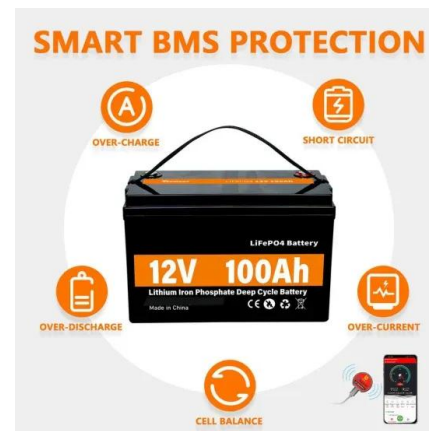 SMART BMS PROTECTION
OVER-CHARGE
SHORT CIRCUIT
LiFePO4 Battery
12V 100Ah
Lithium Iron Phosphate Deep Cycle Battery
Made in China
CE
OVER-DISCHARGE
OVER-CURRENT
CELL BALANCE